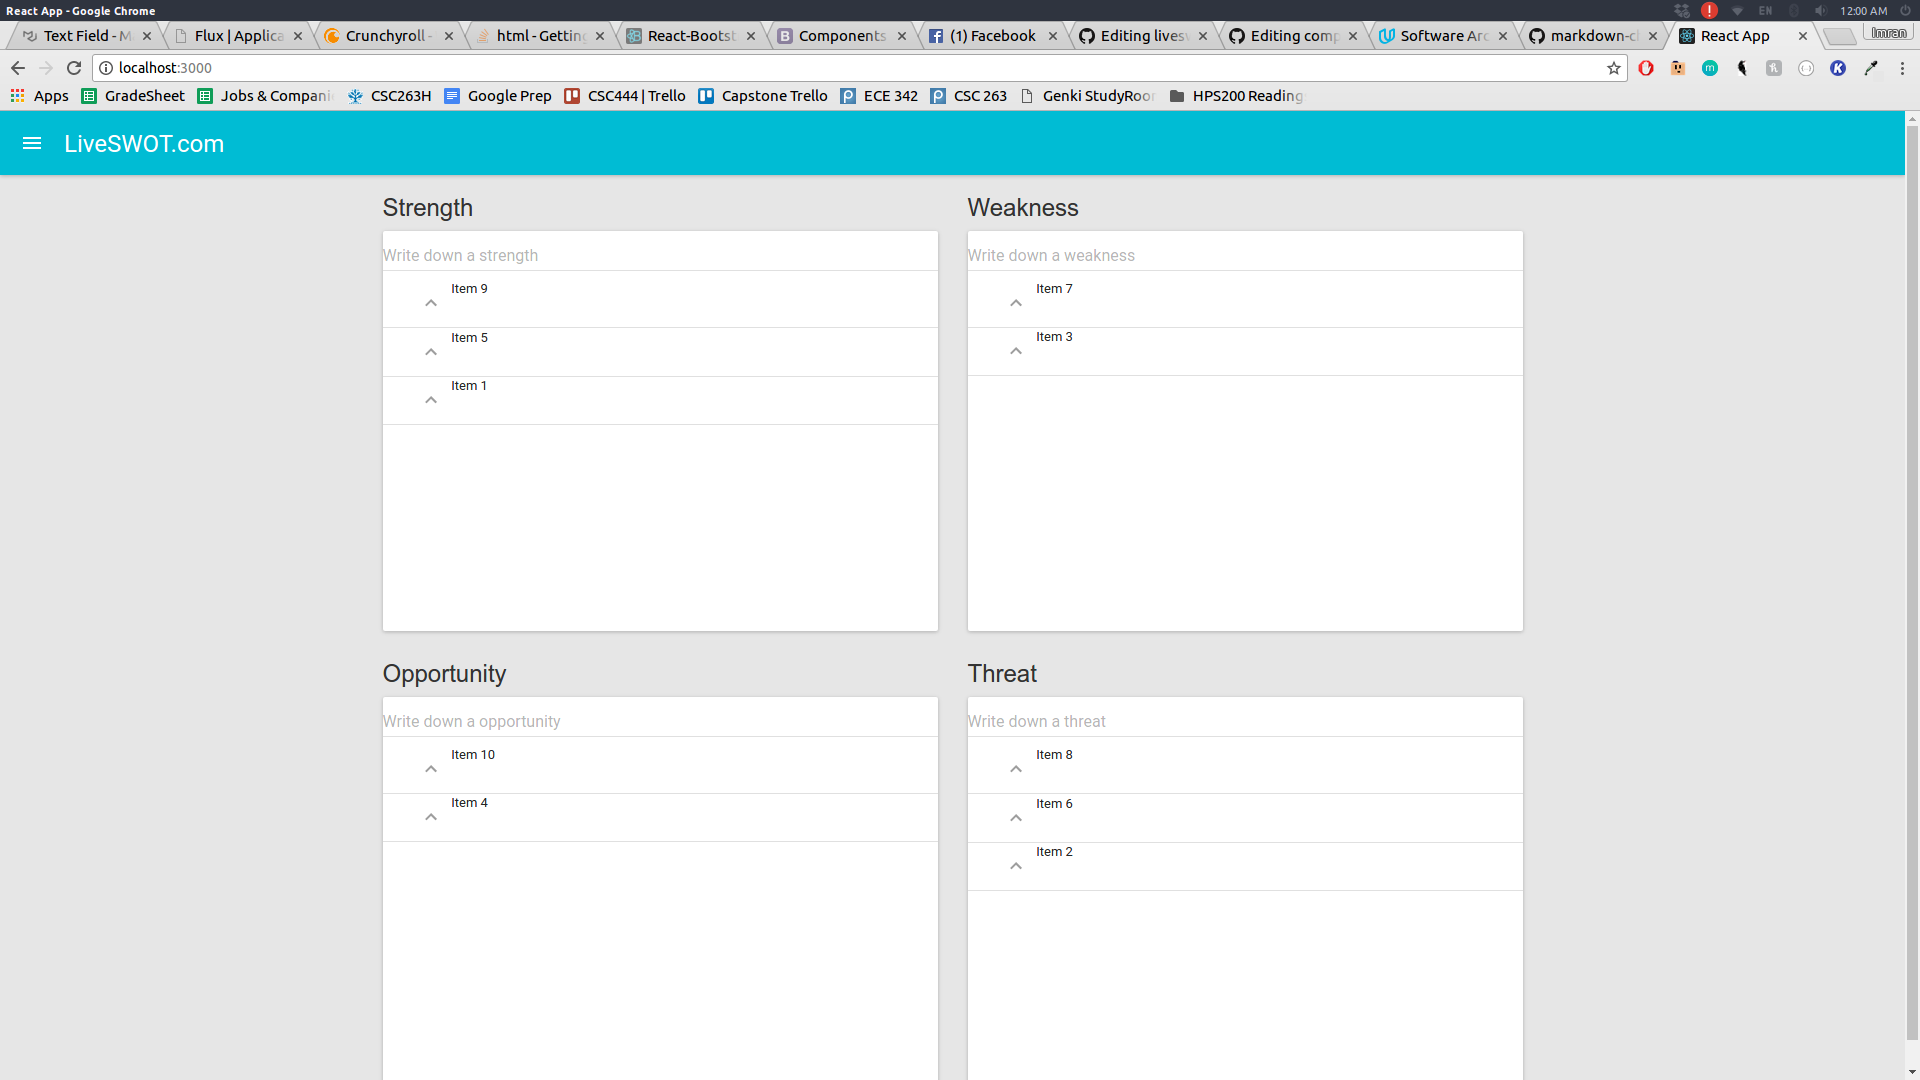 React App - Google Chrome
EN
12:00 AM
Text Field - M
Flux | Applica
Crunchyroll -
html - Getting
React-Bootst
Components
(1) Facebook
Editing lives
Editing comp
Software Arc
markdown-c
React App
Imran
localhost:3000
Apps
GradeSheet
Jobs & Compani
CSC263H
Google Prep
CSC444 | Trello
Capstone Trello
ECE 342
CSC 263
Genki StudyRoo
HPS200 Reading
LiveSWOT.com
Strength
Write down a strength
Item 9
Item 5
Item 1
Weakness
Write down a weakness
Item 7
Item 3
Opportunity
Write down a opportunity
Item 10
Item 4
Threat
Write down a threat
Item 8
Item 6
Item 2